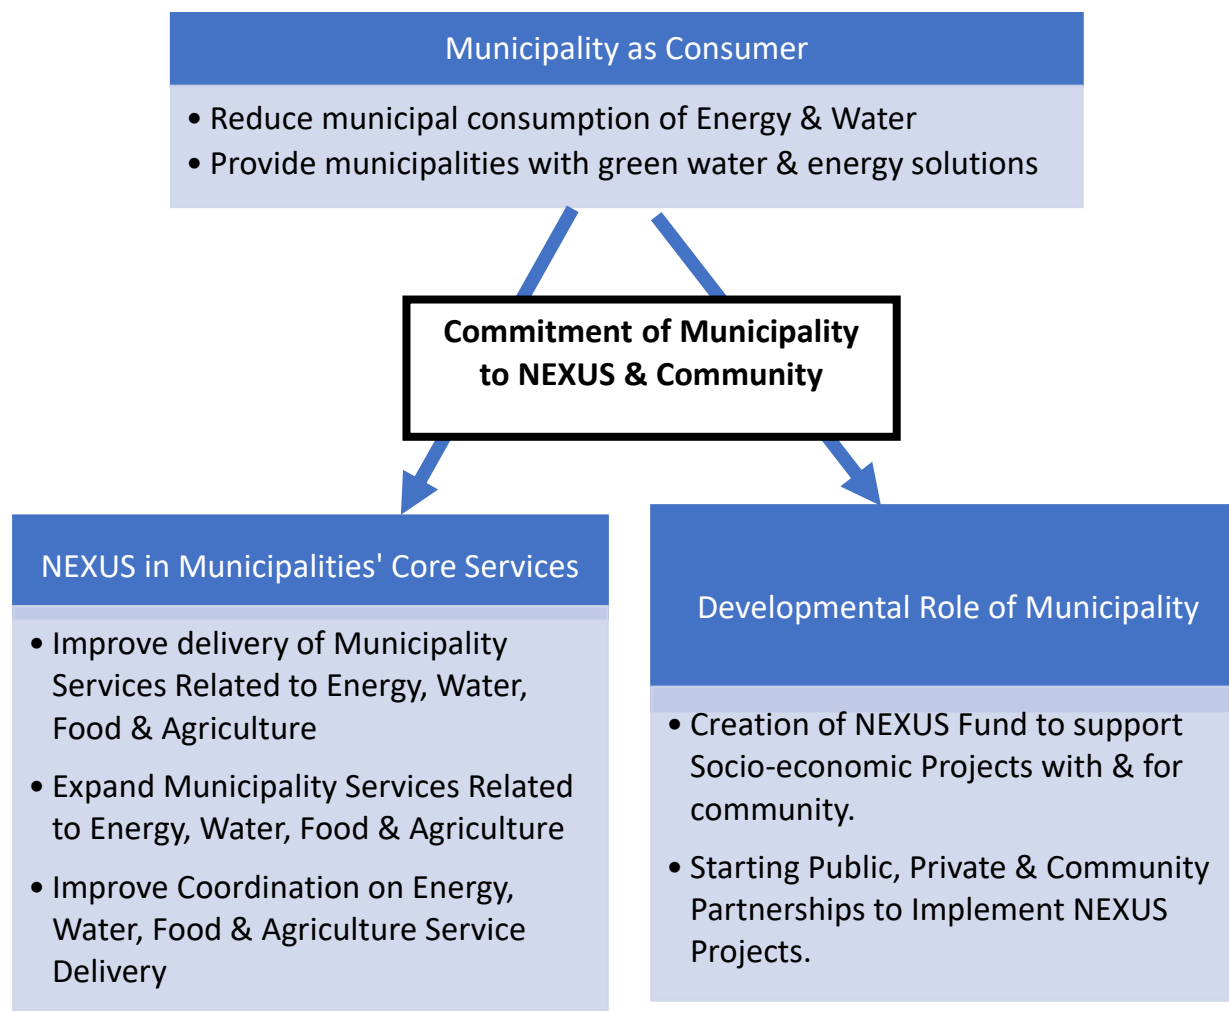 Municipality as Consumer
• Reduce municipal consumption of Energy & Water
• Provide municipalities with green water & energy solutions
Commitment of Municipality
to NEXUS & Community
NEXUS in Municipalities' Core Services
• Improve delivery of Municipality
Services Related to Energy, Water,
Food & Agriculture
• Expand Municipality Services Related
to Energy, Water, Food & Agriculture
• Improve Coordination on Energy,
Water, Food & Agriculture Service
Delivery
Developmental Role of Municipality
• Creation of NEXUS Fund to support
Socio-economic Projects with & for
community.
• Starting Public, Private & Community
Partnerships to Implement NEXUS
Projects.